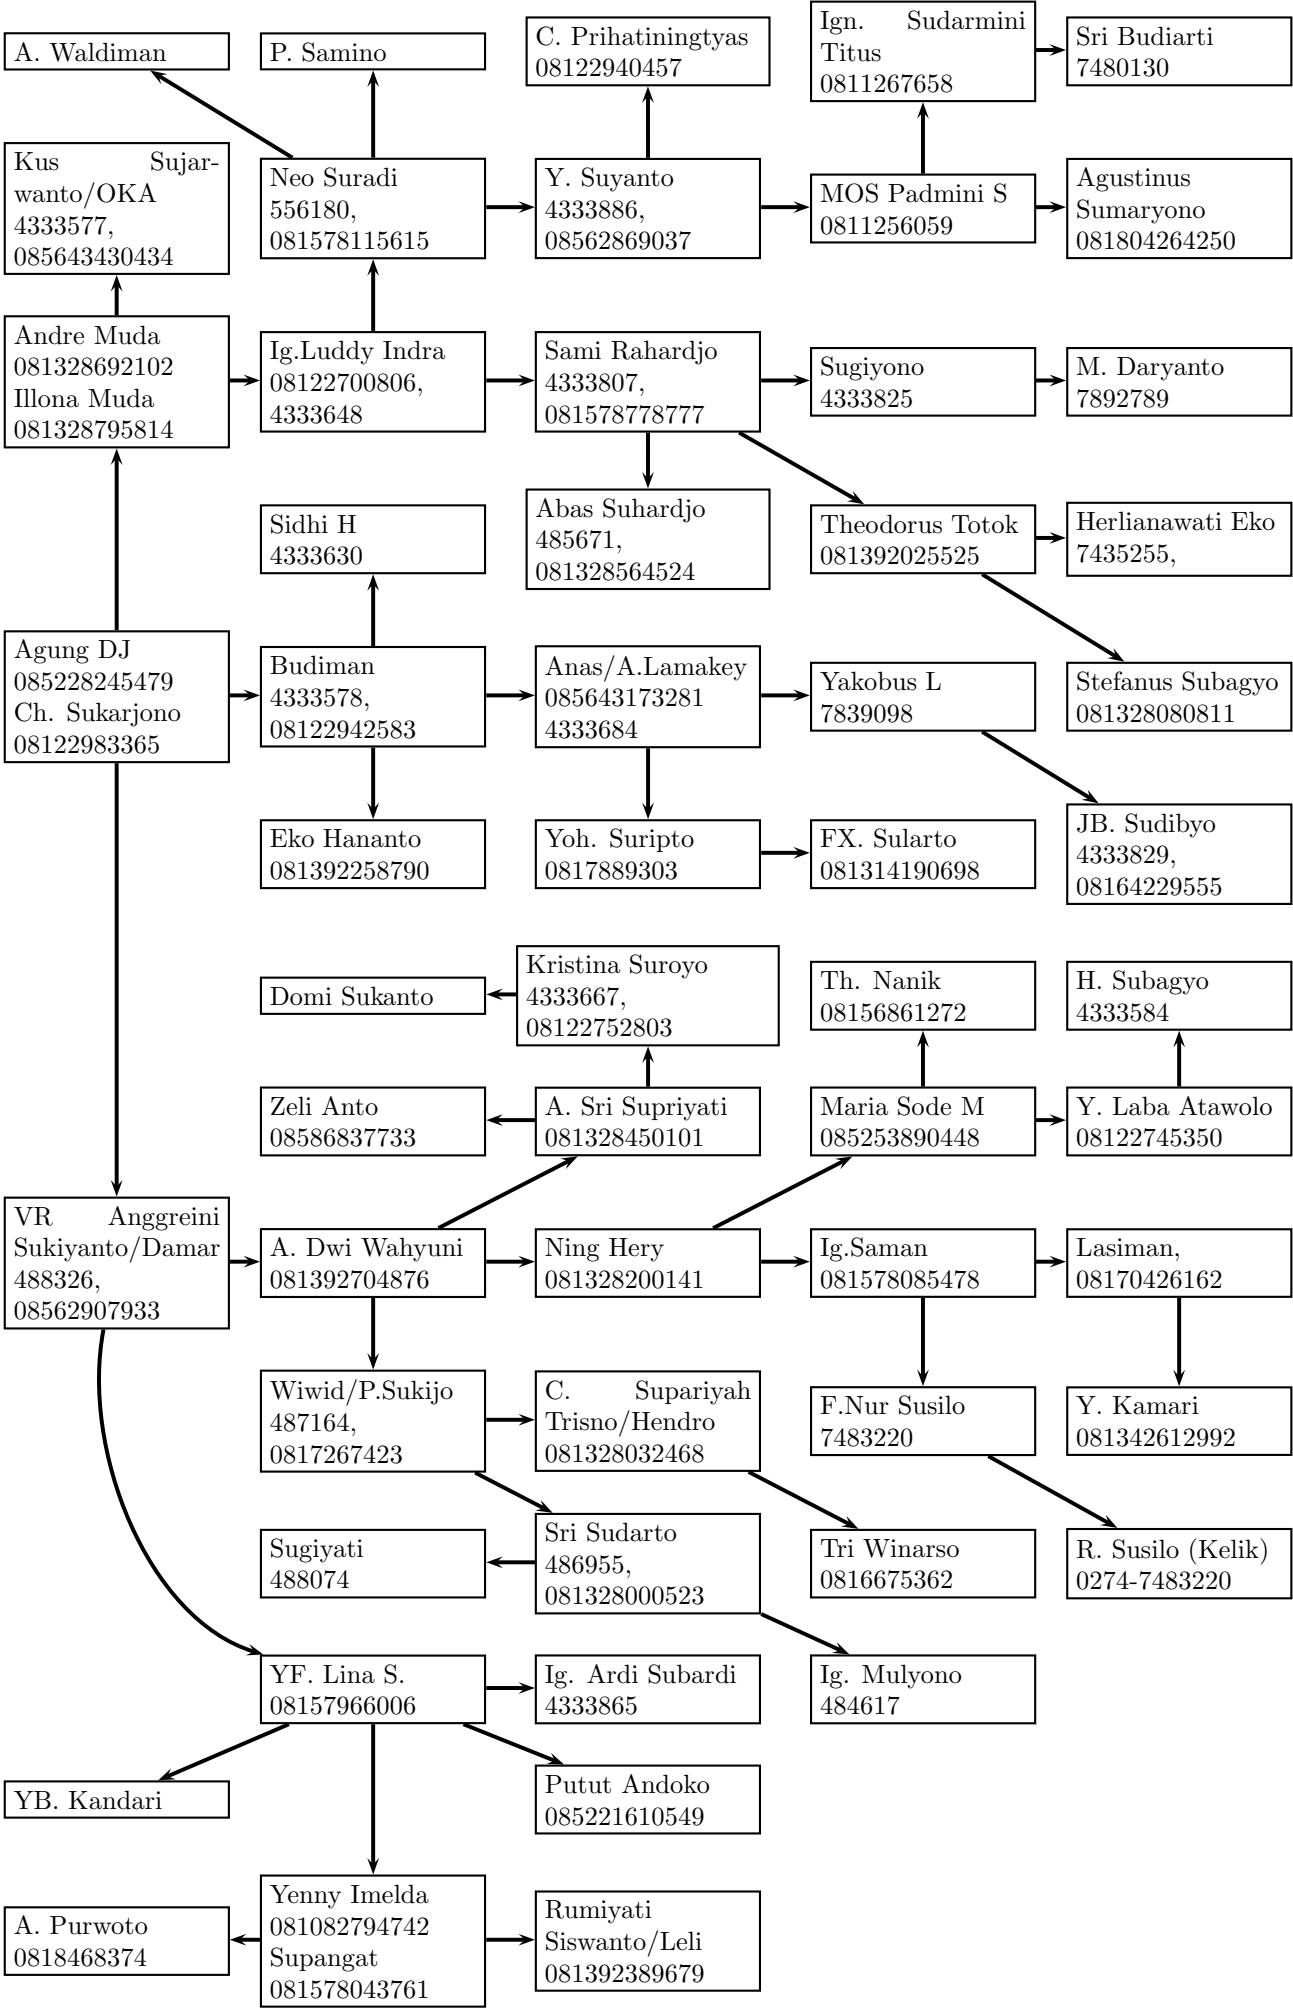 A. Waldiman
P. Samino
C. Prihatiningtyas
08122940457
Ign. Sudarmini
Titus
0811267658
Sri Budiarti
7480130
Kus Sujar-
wanto/OKA
4333577,
085643430434
Neo Suradi
556180,
081578115615
Y. Suyanto
4333886,
08562869037
MOS Padmini S
0811256059
Agustinus
Sumaryono
081804264250
Andre Muda
081328692102
Illona Muda
081328795814
Ig.Luddy Indra
08122700806,
4333648
Sami Rahardjo
4333807,
081578778777
Sugiyono
4333825
M. Daryanto
7892789
Sidhi H
4333630
Abas Suhardjo
485671,
081328564524
Theodorus Totok
081392025525
Herlianawati Eko
7435255,
Agung DJ
085228245479
Ch. Sukarjono
08122983365
Budiman
4333578,
08122942583
Anas/A.Lamakey
085643173281
4333684
Yakobus L
7839098
Stefanus Subagyo
081328080811
Eko Hananto
081392258790
Yoh. Suripto
0817889303
FX. Sularto
081314190698
JB. Sudibyo
4333829,
08164229555
Domi Sukanto
Kristina Suroyo
4333667,
08122752803
Th. Nanik
08156861272
H. Subagyo
4333584
Zeli Anto
08586837733
A. Sri Supriyati
081328450101
Maria Sode M
085253890448
Y. Laba Atawolo
08122745350
VR Anggreini
Sukiyanto/Damar
488326,
08562907933
A. Dwi Wahyuni
081392704876
Ning Hery
081328200141
Ig.Saman
081578085478
Lasiman,
08170426162
Wiwid/P.Sukijo
487164,
0817267423
C. Supariyah
Trisno/Hendro
081328032468
F.Nur Susilo
7483220
Y. Kamari
081342612992
Sugiyati
488074
Sri Sudarto
486955,
081328000523
Tri Winarso
0816675362
R. Susilo (Kelik)
0274-7483220
YF. Lina S.
08157966006
Ig. Ardi Subardi
4333865
Ig. Mulyono
484617
YB. Kandari
Putut Andoko
085221610549
A. Purwoto
0818468374
Yenny Imelda
081082794742
Supangat
081578043761
Rumiyati
Siswanto/Leli
081392389679